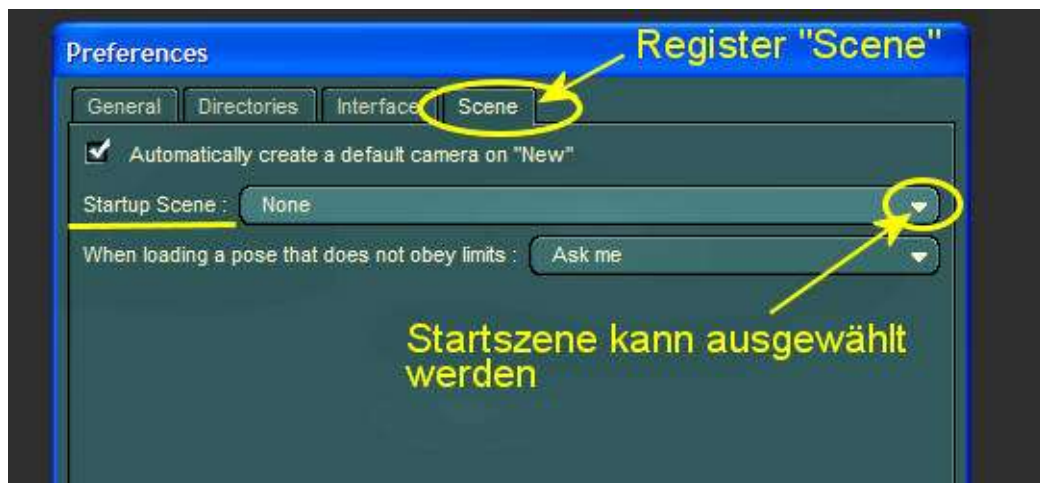 Preferences
Register "Scene"
General Directories Interface Scene
Automatically create a default camera on "New"
Startup Scene : None
When loading a pose that does not obey limits : Ask me
Startszene kann ausgewählt
werden